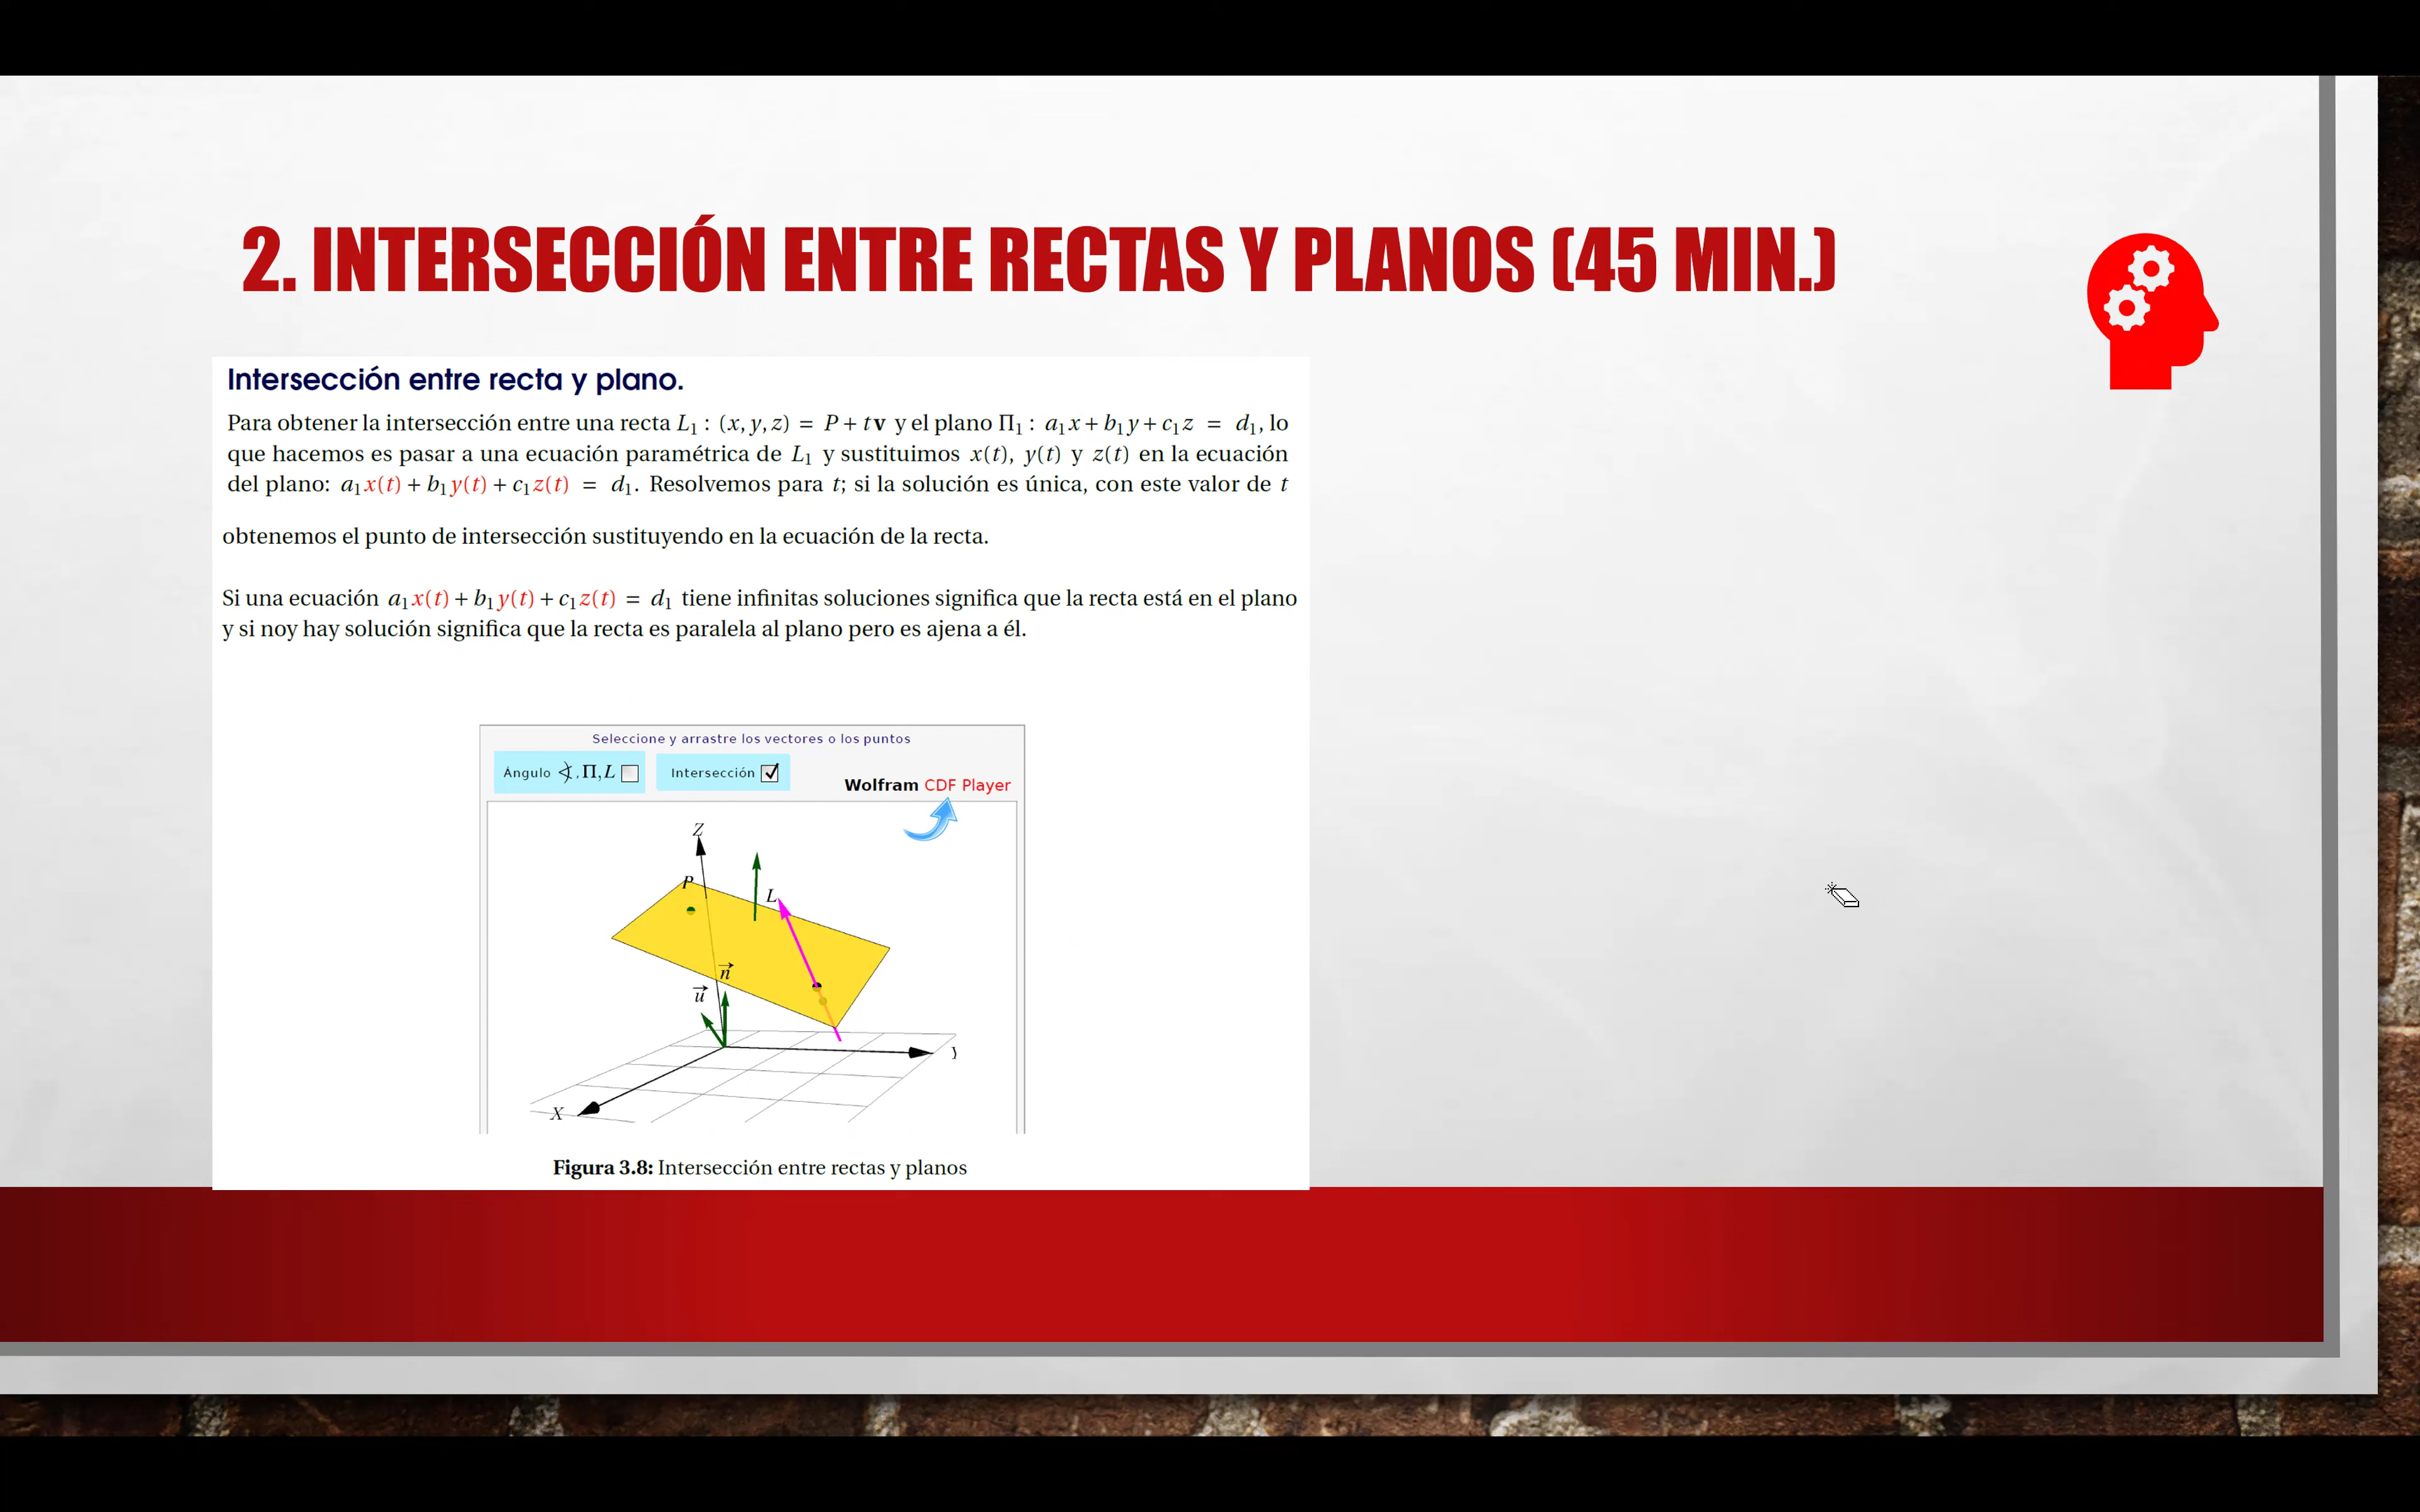 2. INTERSECCIÓN ENTRE RECTAS Y PLANOS (45 MIN.)
Intersección entre recta y plano.
Para obtener la intersección entre una recta L₁ : (x, y, z) = P + t𝐯 y el plano Π₁ : a₁x + b₁y + c₁z = d₁, lo
que hacemos es pasar a una ecuación paramétrica de L₁ y sustituimos x(t), y(t) y z(t) en la ecuación
del plano: a₁x(t) + b₁y(t) + c₁z(t) = d₁. Resolvemos para t; si la solución es única, con este valor de t
obtenemos el punto de intersección sustituyendo en la ecuación de la recta.
Si una ecuación a₁x(t) + b₁y(t) + c₁z(t) = d₁ tiene infinitas soluciones significa que la recta está en el plano
y si noy hay solución significa que la recta es paralela al plano pero es ajena a él.
Seleccione y arrastre los vectores o los puntos
Ángulo ∢, Π, L
Intersección
Wolfram CDF Player
Z
P
L
n⃗
u⃗
X
Figura 3.8: Intersección entre rectas y planos